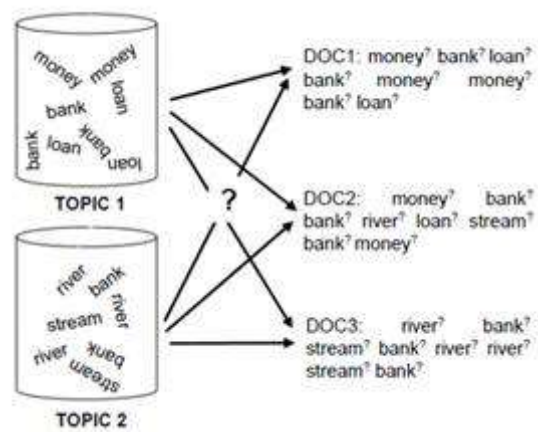 money
money
loan
bank
bank
bank
loan
loan
TOPIC 1
river
bank
river
stream
river
bank
stream
TOPIC 2
?
DOC1: money? bank? loan?
bank? money? money?
bank? loan?
DOC2: money? bank?
bank? river? loan? stream?
bank? money?
DOC3: river? bank?
stream? bank? river? river?
stream? bank?